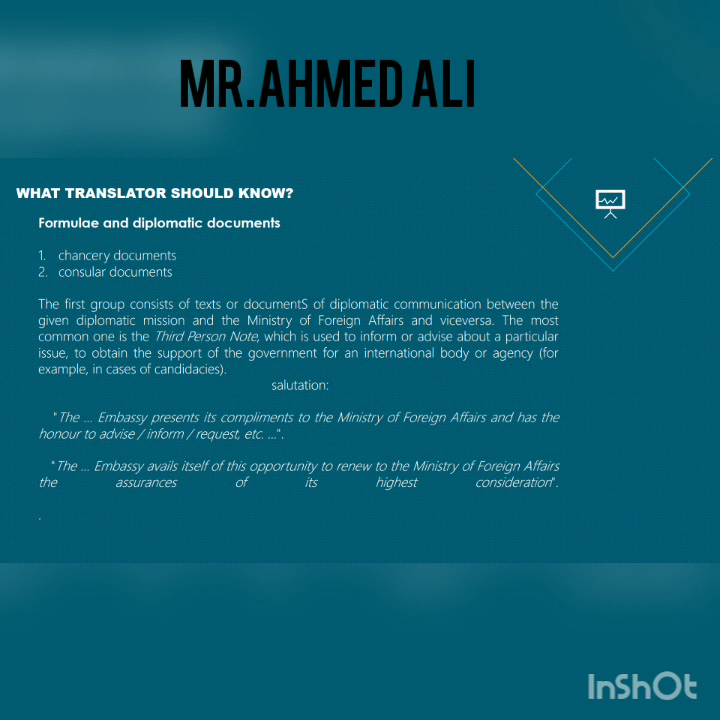 MR.AHMED ALI
WHAT TRANSLATOR SHOULD KNOW?
Formulae and diplomatic documents
1. chancery documents
2. consular documents
The first group consists of texts or documentS of diplomatic communication between the
given diplomatic mission and the Ministry of Foreign Affairs and viceversa. The most
common one is the Third Person Note, which is used to inform or advise about a particular
issue, to obtain the support of the government for an international body or agency (for
example, in cases of candidacies).
salutation:
"The ... Embassy presents its compliments to the Ministry of Foreign Affairs and has the
honour to advise / inform / request, etc. ...".
"The ... Embassy avails itself of this opportunity to renew to the Ministry of Foreign Affairs
the assurances of its highest consideration".
.
InShOt